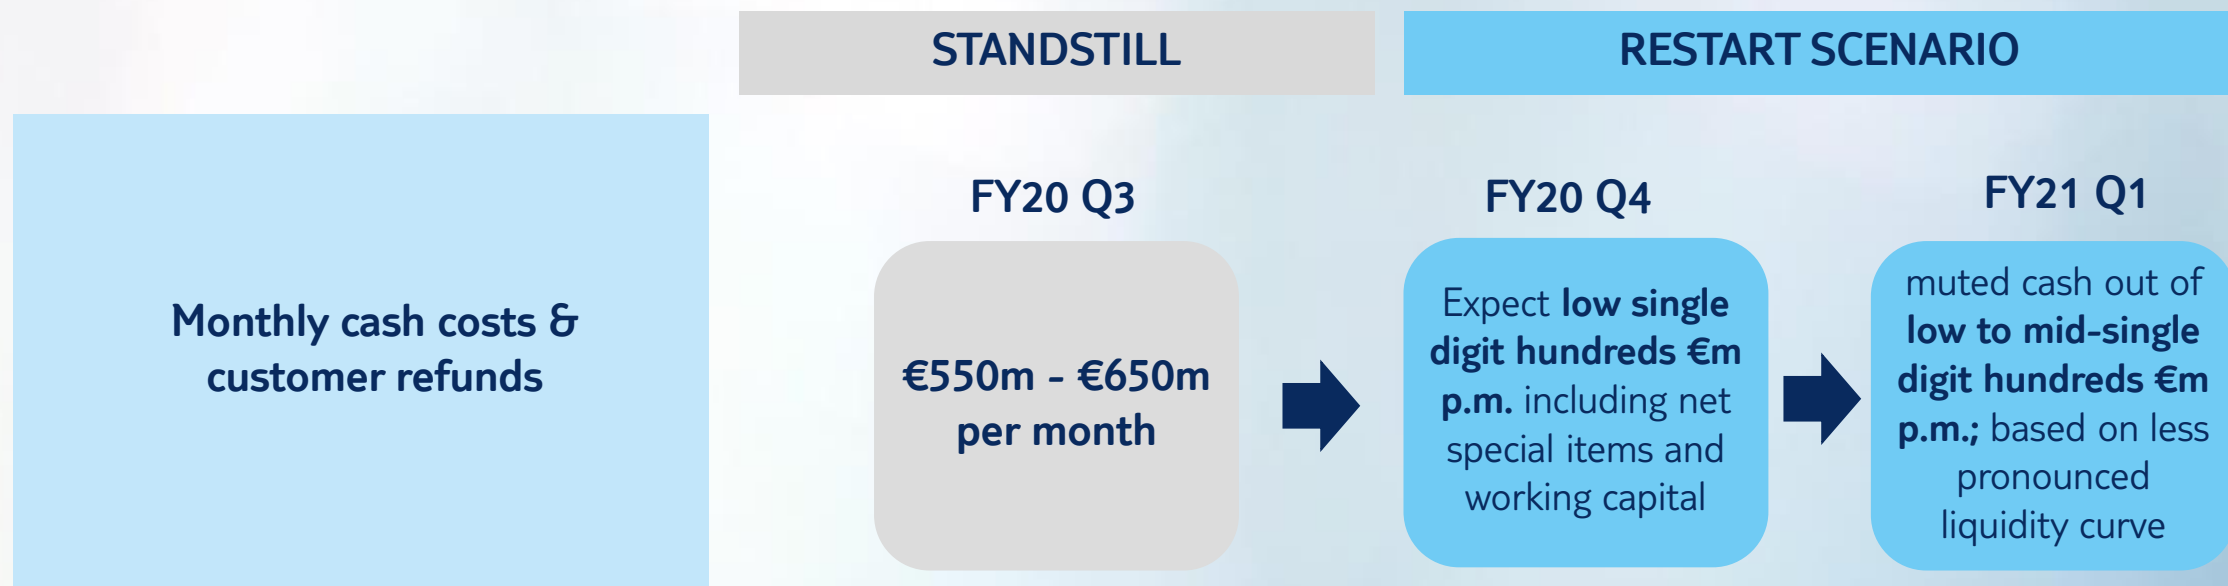 STANDSTILL
RESTART SCENARIO
Monthly cash costs &
customer refunds
FY20 Q3
€550m - €650m
per month
FY20 Q4
Expect low single
digit hundreds €m
p.m. including net
special items and
working capital
FY21 Q1
muted cash out of
low to mid-single
digit hundreds €m
p.m.; based on less
pronounced
liquidity curve